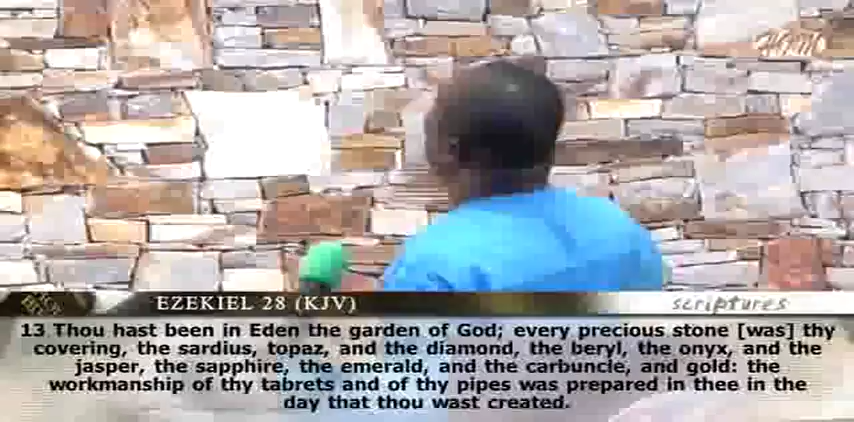 EZEKIEL 28 (KJV)
scriptures
13 Thou hast been in Eden the garden of God; every precious stone [was] thy
covering, the sardius, topaz, and the diamond, the beryl, the onyx, and the
jasper, the sapphire, the emerald, and the carbuncle, and gold: the
workmanship of thy tabrets and of thy pipes was prepared in thee in the
day that thou wast created.